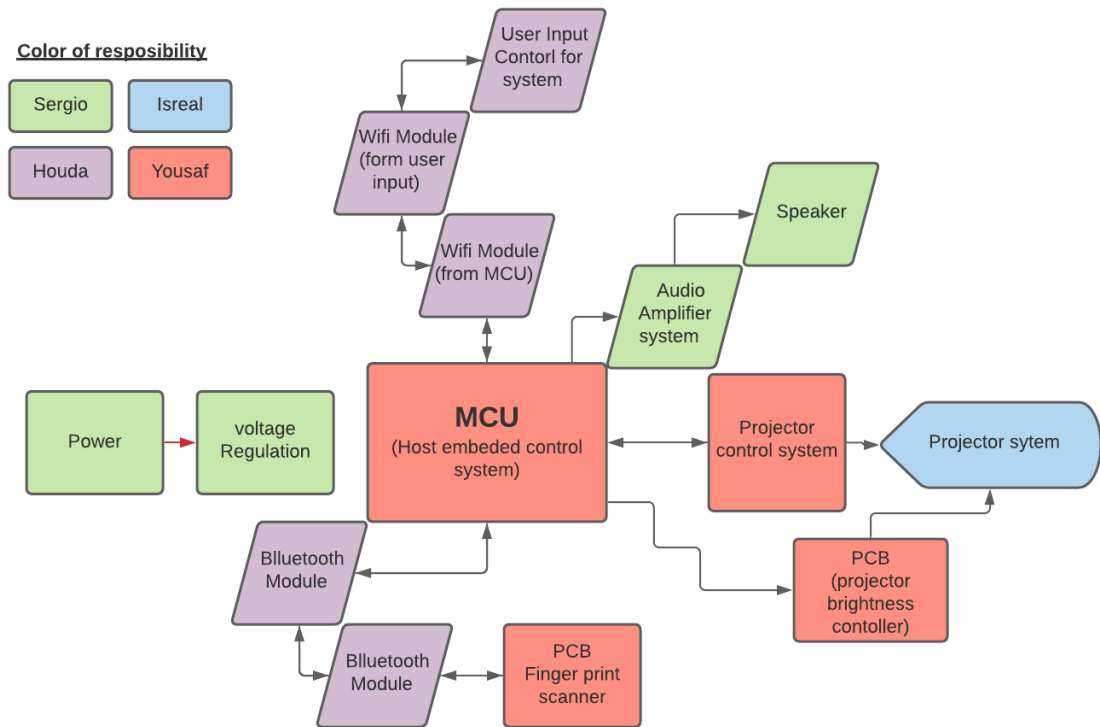 Color of resposibility
Sergio
Isreal
Houda
Yousaf
User Input
Contorl for
system
Wifi Module
(form user
input)
Wifi Module
(from MCU)
Speaker
Audio
Amplifier
system
Power
voltage
Regulation
MCU
(Host embeded control
system)
Projector
control system
Projector sytem
PCB
(projector
brightness
contoller)
Blluetooth
Module
Blluetooth
Module
PCB
Finger print
scanner